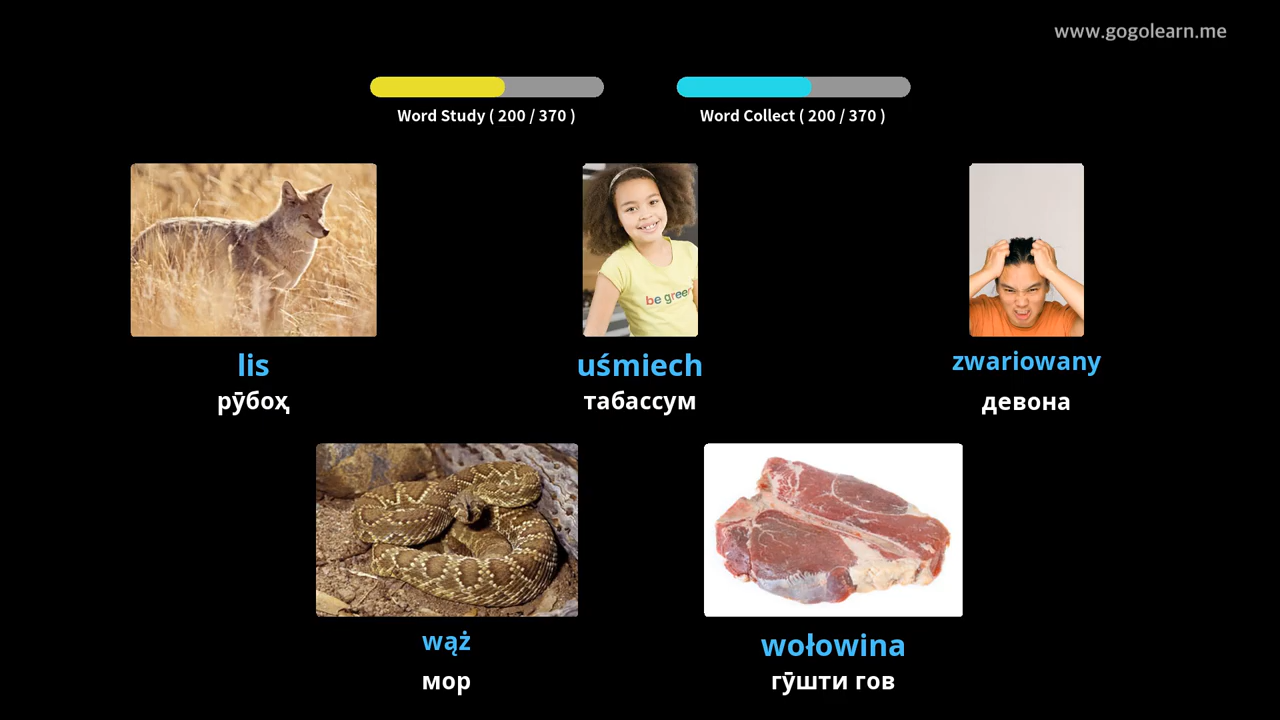 www.gogolearn.me
Word Study ( 200 / 370 )
Word Collect ( 200 / 370 )
be green
lis
uśmiech
zwariowany
рӯбоҳ
табассум
девона
wąż
wołowina
мор
гӯшти гов